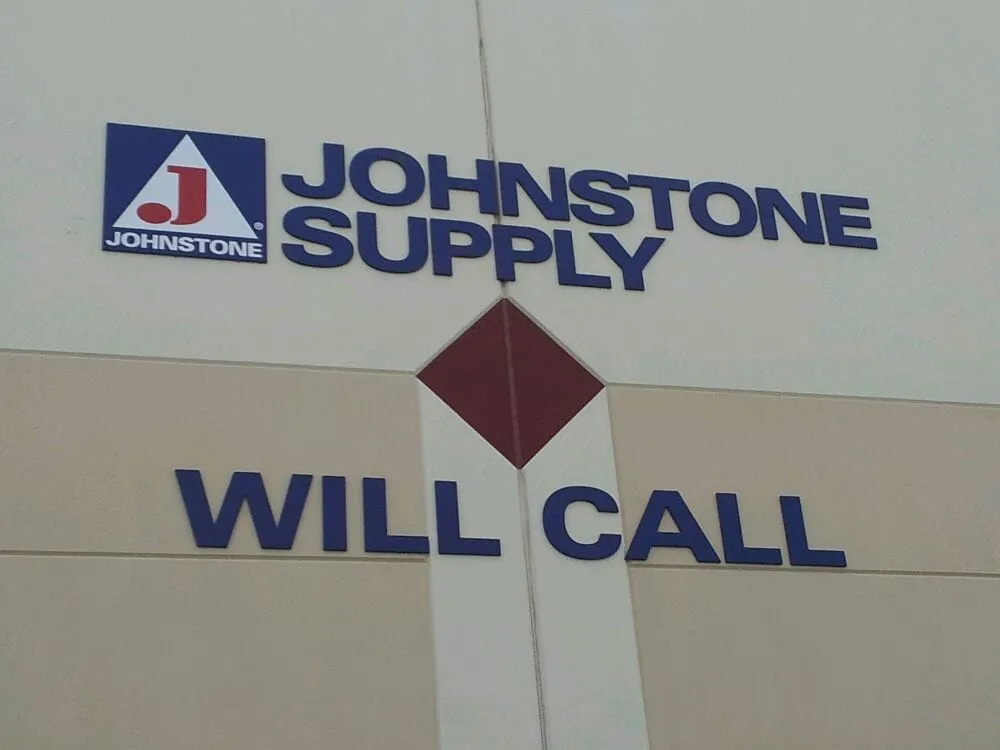 J
JOHNSTONE
®
JOHNSTONE
SUPPLY
WILL CALL